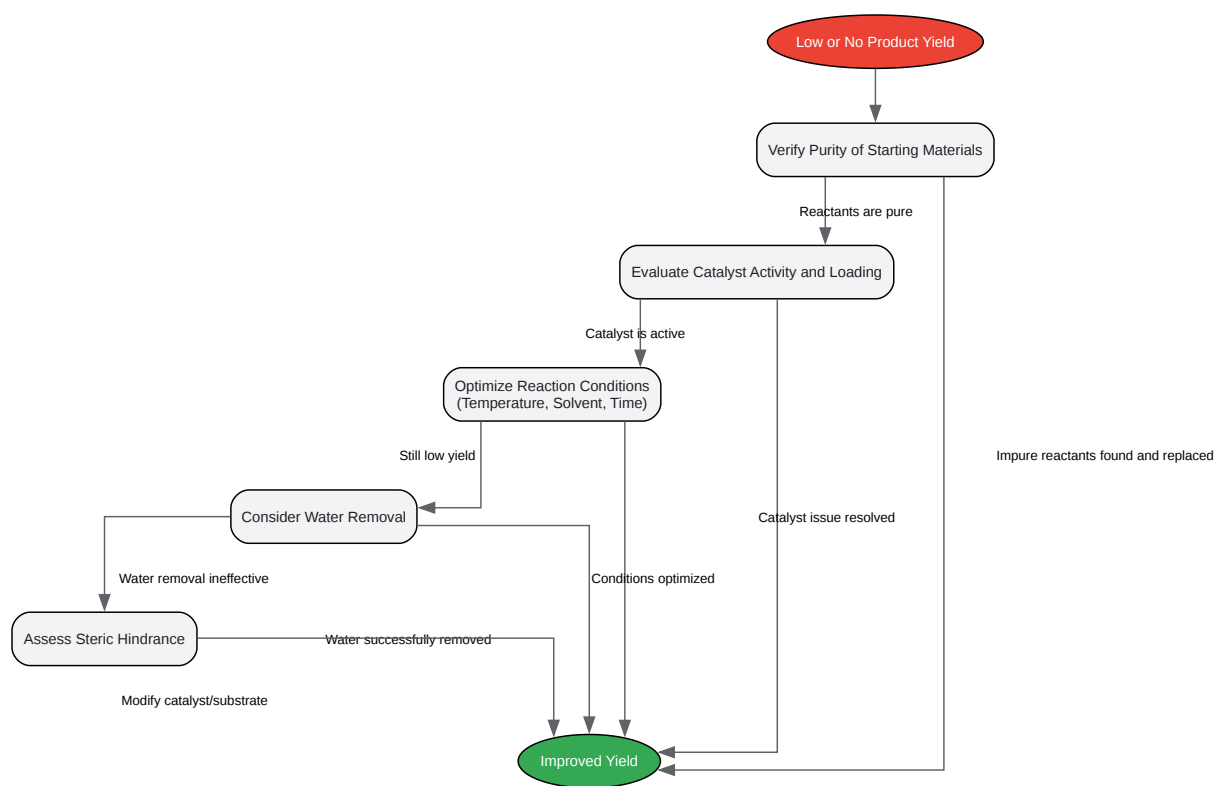 Low or No Product Yield
Verify Purity of Starting Materials
Reactants are pure
Evaluate Catalyst Activity and Loading
Catalyst is active
Optimize Reaction Conditions
(Temperature, Solvent, Time)
Still low yield
Impure reactants found and replaced
Consider Water Removal
Catalyst issue resolved
Water removal ineffective
Conditions optimized
Assess Steric Hindrance
Water successfully removed
Modify catalyst/substrate
Improved Yield